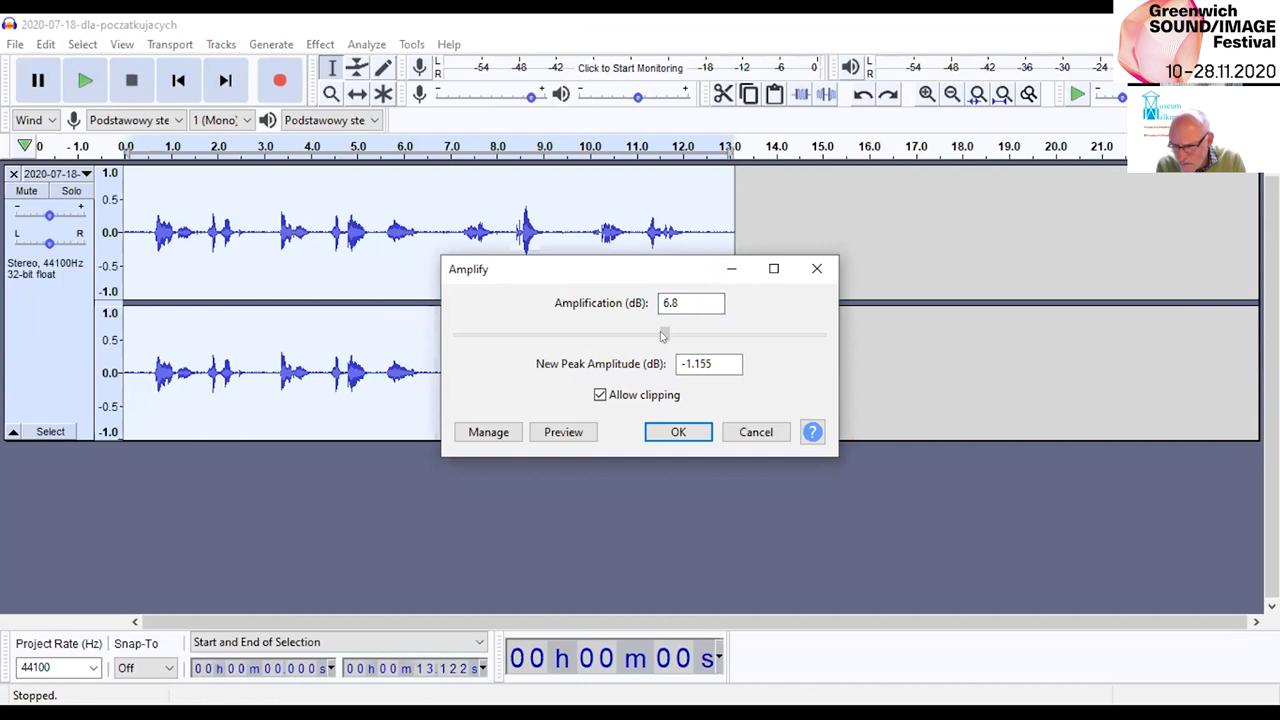 2020-07-18-dla-poczatkujacych
Greenwich
SOUND/IMAGE
Festival
10-28.11.2020
File Edit Select View Transport Tracks Generate Effect Analyze Tools Help
L
R
-54 -48 Click to Start Monitoring -18 -12 -6 0
L
R
-54 -48 -42 -36 -30 -24
- +
- +
Museum
Wind
Podstawowy ste
1 (Mono)
Podstawowy ste
0 -1.0 0.0 1.0 2.0 3.0 4.0 5.0 6.0 7.0 8.0 9.0 10.0 11.0 12.0 13.0 14.0 15.0 16.0 17.0 18.0 19.0 20.0 21.0
2020-07-18-
Mute Solo
- +
L R
Stereo, 44100Hz
32-bit float
Select
1.0
0.5
0.0
-0.5
-1.0
1.0
0.5
0.0
-0.5
-1.0
Amplify
Amplification (dB): 6.8
New Peak Amplitude (dB): -1.155
Allow clipping
Manage Preview OK Cancel ?
Project Rate (Hz) Snap-To Start and End of Selection
44100 Off 00h00m00.000s 00h00m13.122s
00h00m00s
Stopped.